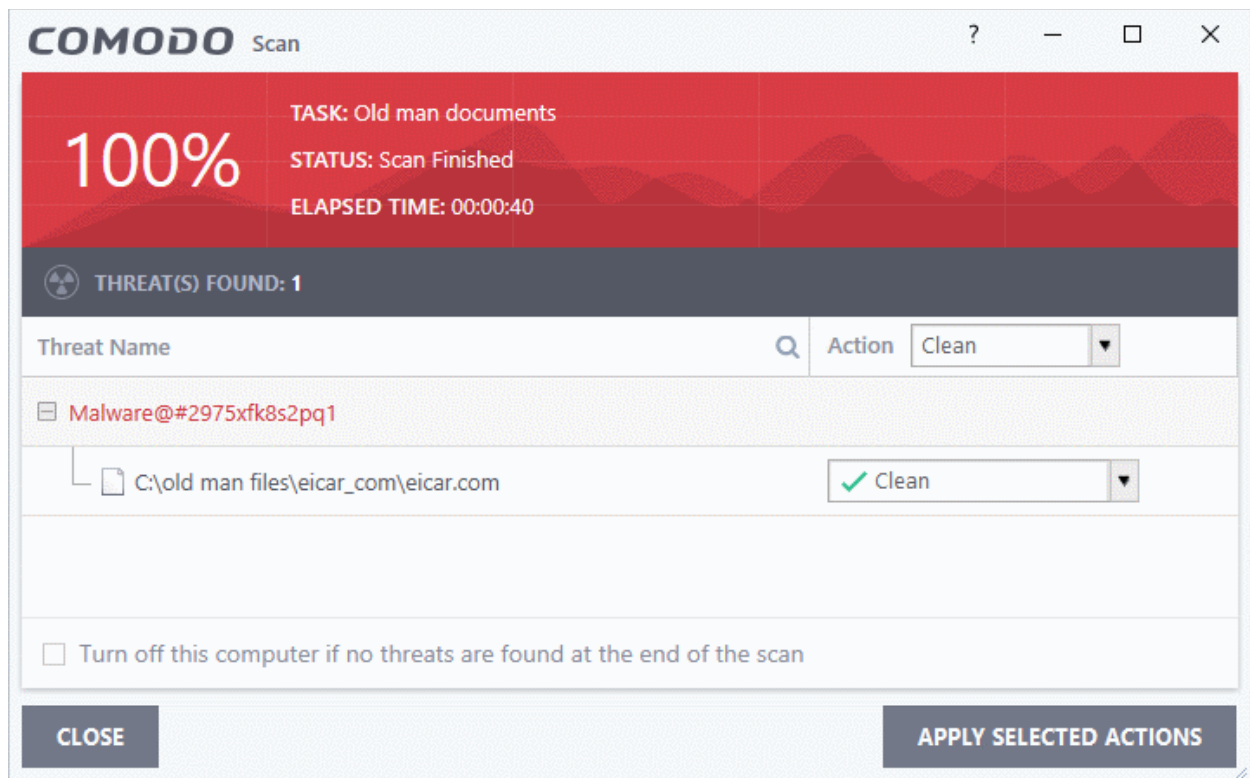 COMODO Scan
?
100%
TASK: Old man documents
STATUS: Scan Finished
ELAPSED TIME: 00:00:40
THREAT(S) FOUND: 1
Threat Name
Action Clean
Malware@#2975xfk8s2pq1
C:\old man files\eicar_com\eicar.com
Clean
Turn off this computer if no threats are found at the end of the scan
CLOSE
APPLY SELECTED ACTIONS